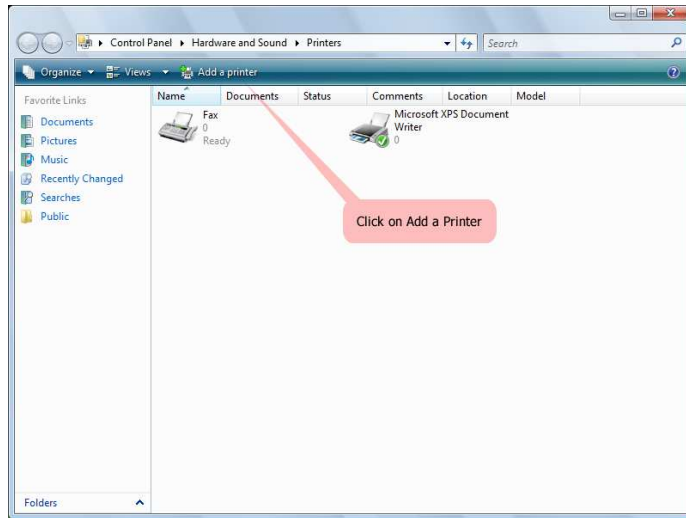 Control Panel Hardware and Sound Printers
Search
Organize Views Add a printer
Favorite Links
Documents
Pictures
Music
Recently Changed
Searches
Public
Folders
Name Documents Status Comments Location Model
Fax
0
Ready
Microsoft XPS Document
Writer
0
Click on Add a Printer